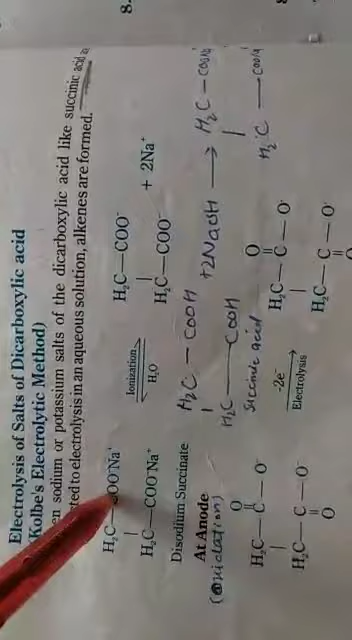 8.
Electrolysis of Salts of Dicarboxylic acid
Kolbe's Electrolytic Method)
en sodium or potassium salts of the dicarboxylic acid like succinic acid
ted to electrolysis in an aqueous solution, alkenes are formed.
H₂C— OO⁻Na⁺
H₂C—COO⁻Na⁺
Ionization
H₂O
H₂C—COO⁻
H₂C—COO⁻
+ 2Na⁺
Disodium Succinate
H₂C — COOH
H₂C — COOH
succinic acid
+2NaOH → H₂C — COONa
H₂C — COONa
At Anode
(Oxidation)
O
H₂C—C—O⁻
H₂C—C—O⁻
O
-2e⁻
Electrolysis
O
H₂C—C—O·
H₂C—C—O·
O